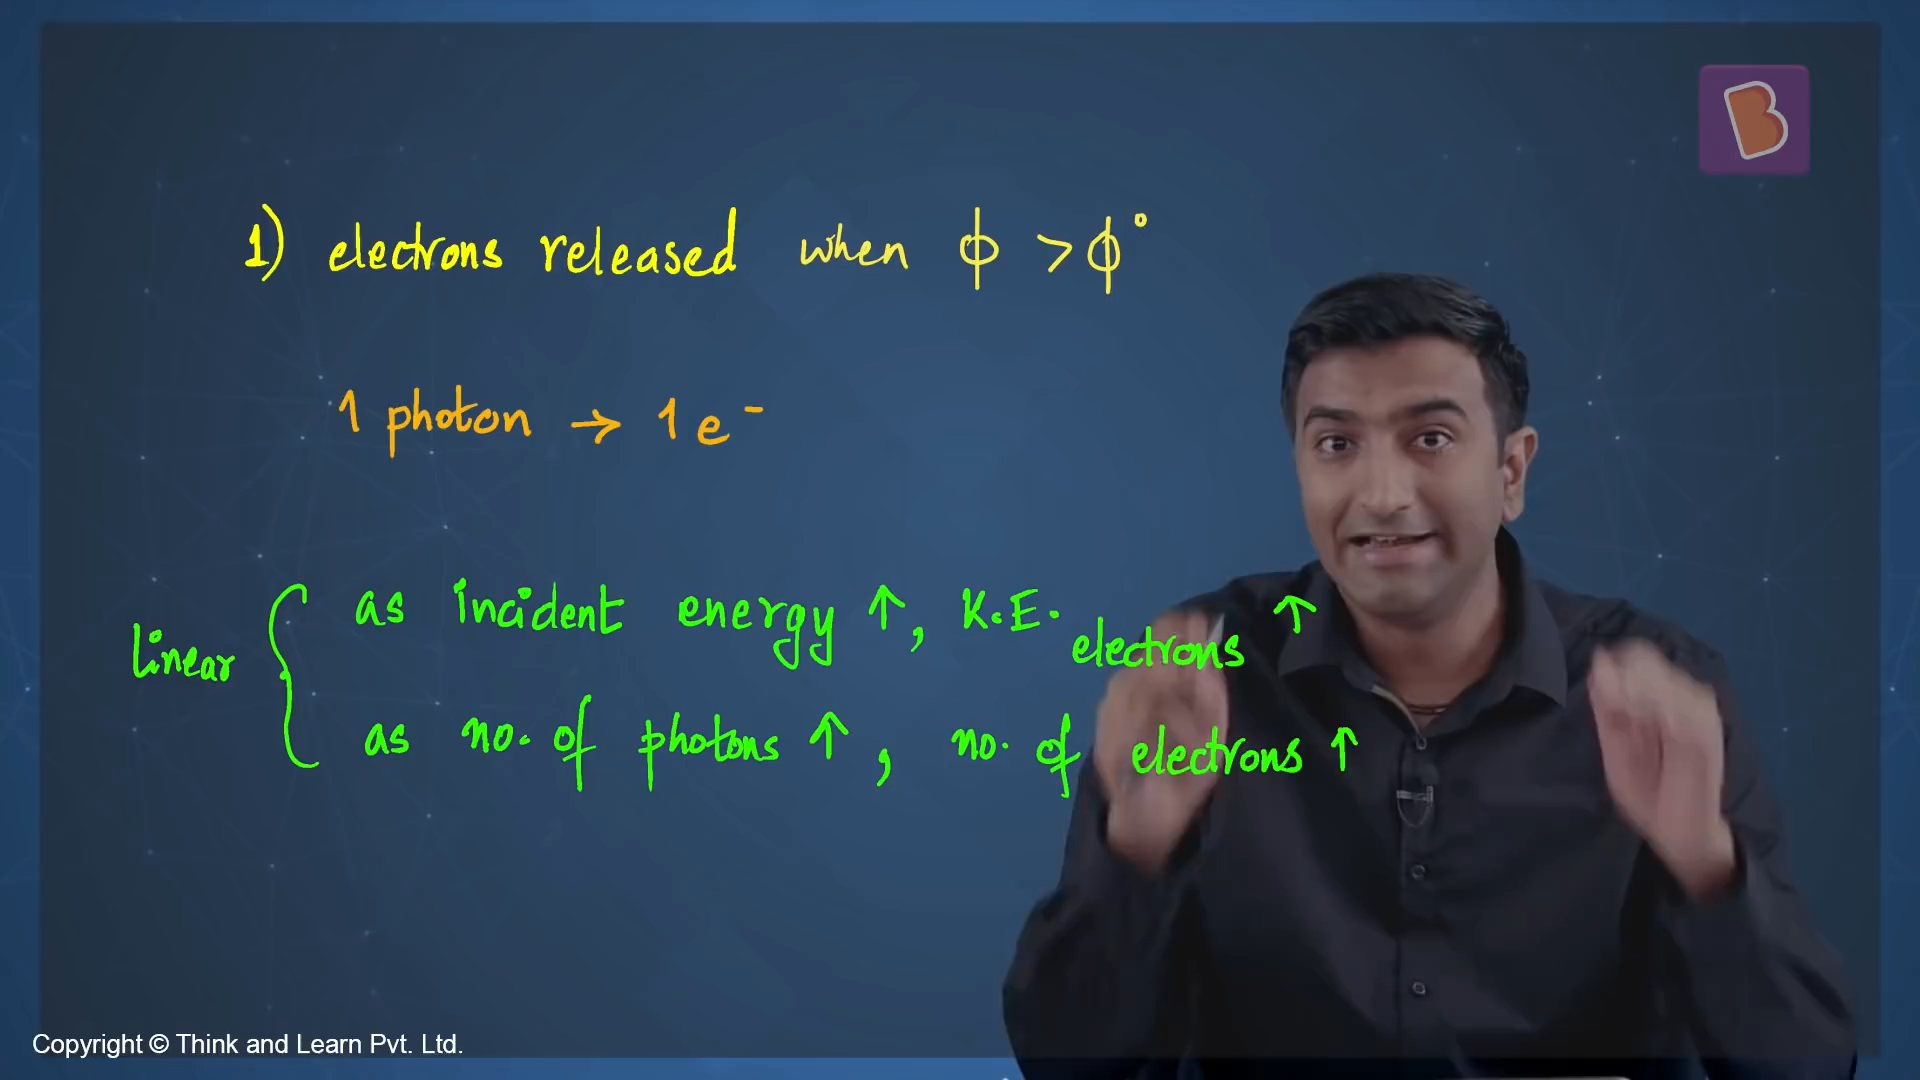 1) electrons released when ϕ > ϕ°
1 photon → 1 e⁻
linear { as incident energy ↑, K.E. electrons ↑
as no. of photons ↑, no. of electrons ↑
Copyright © Think and Learn Pvt. Ltd.